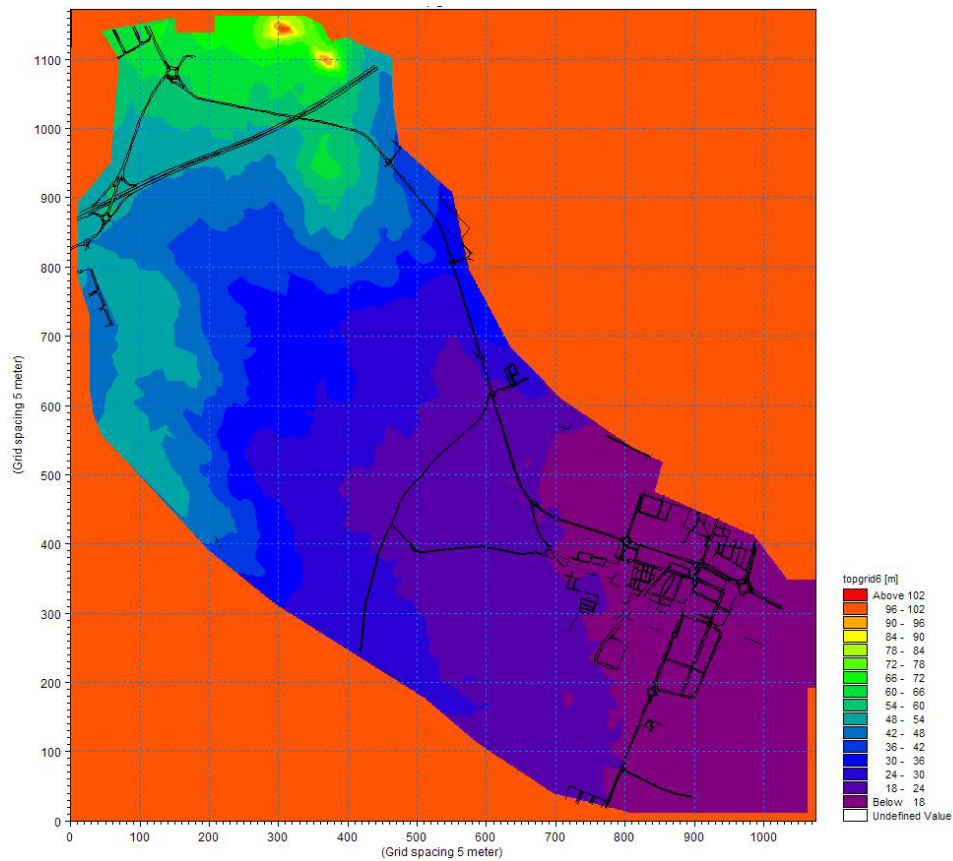 1100
1000
900
800
700
600
500
400
300
200
100
0
(Grid spacing 5 meter)
0 100 200 300 400 500 600 700 800 900 1000
(Grid spacing 5 meter)
topgrid6 [m]
Above 102
96 - 102
90 - 96
84 - 90
78 - 84
72 - 78
66 - 72
60 - 66
54 - 60
48 - 54
42 - 48
36 - 42
30 - 36
24 - 30
18 - 24
Below 18
Undefined Value